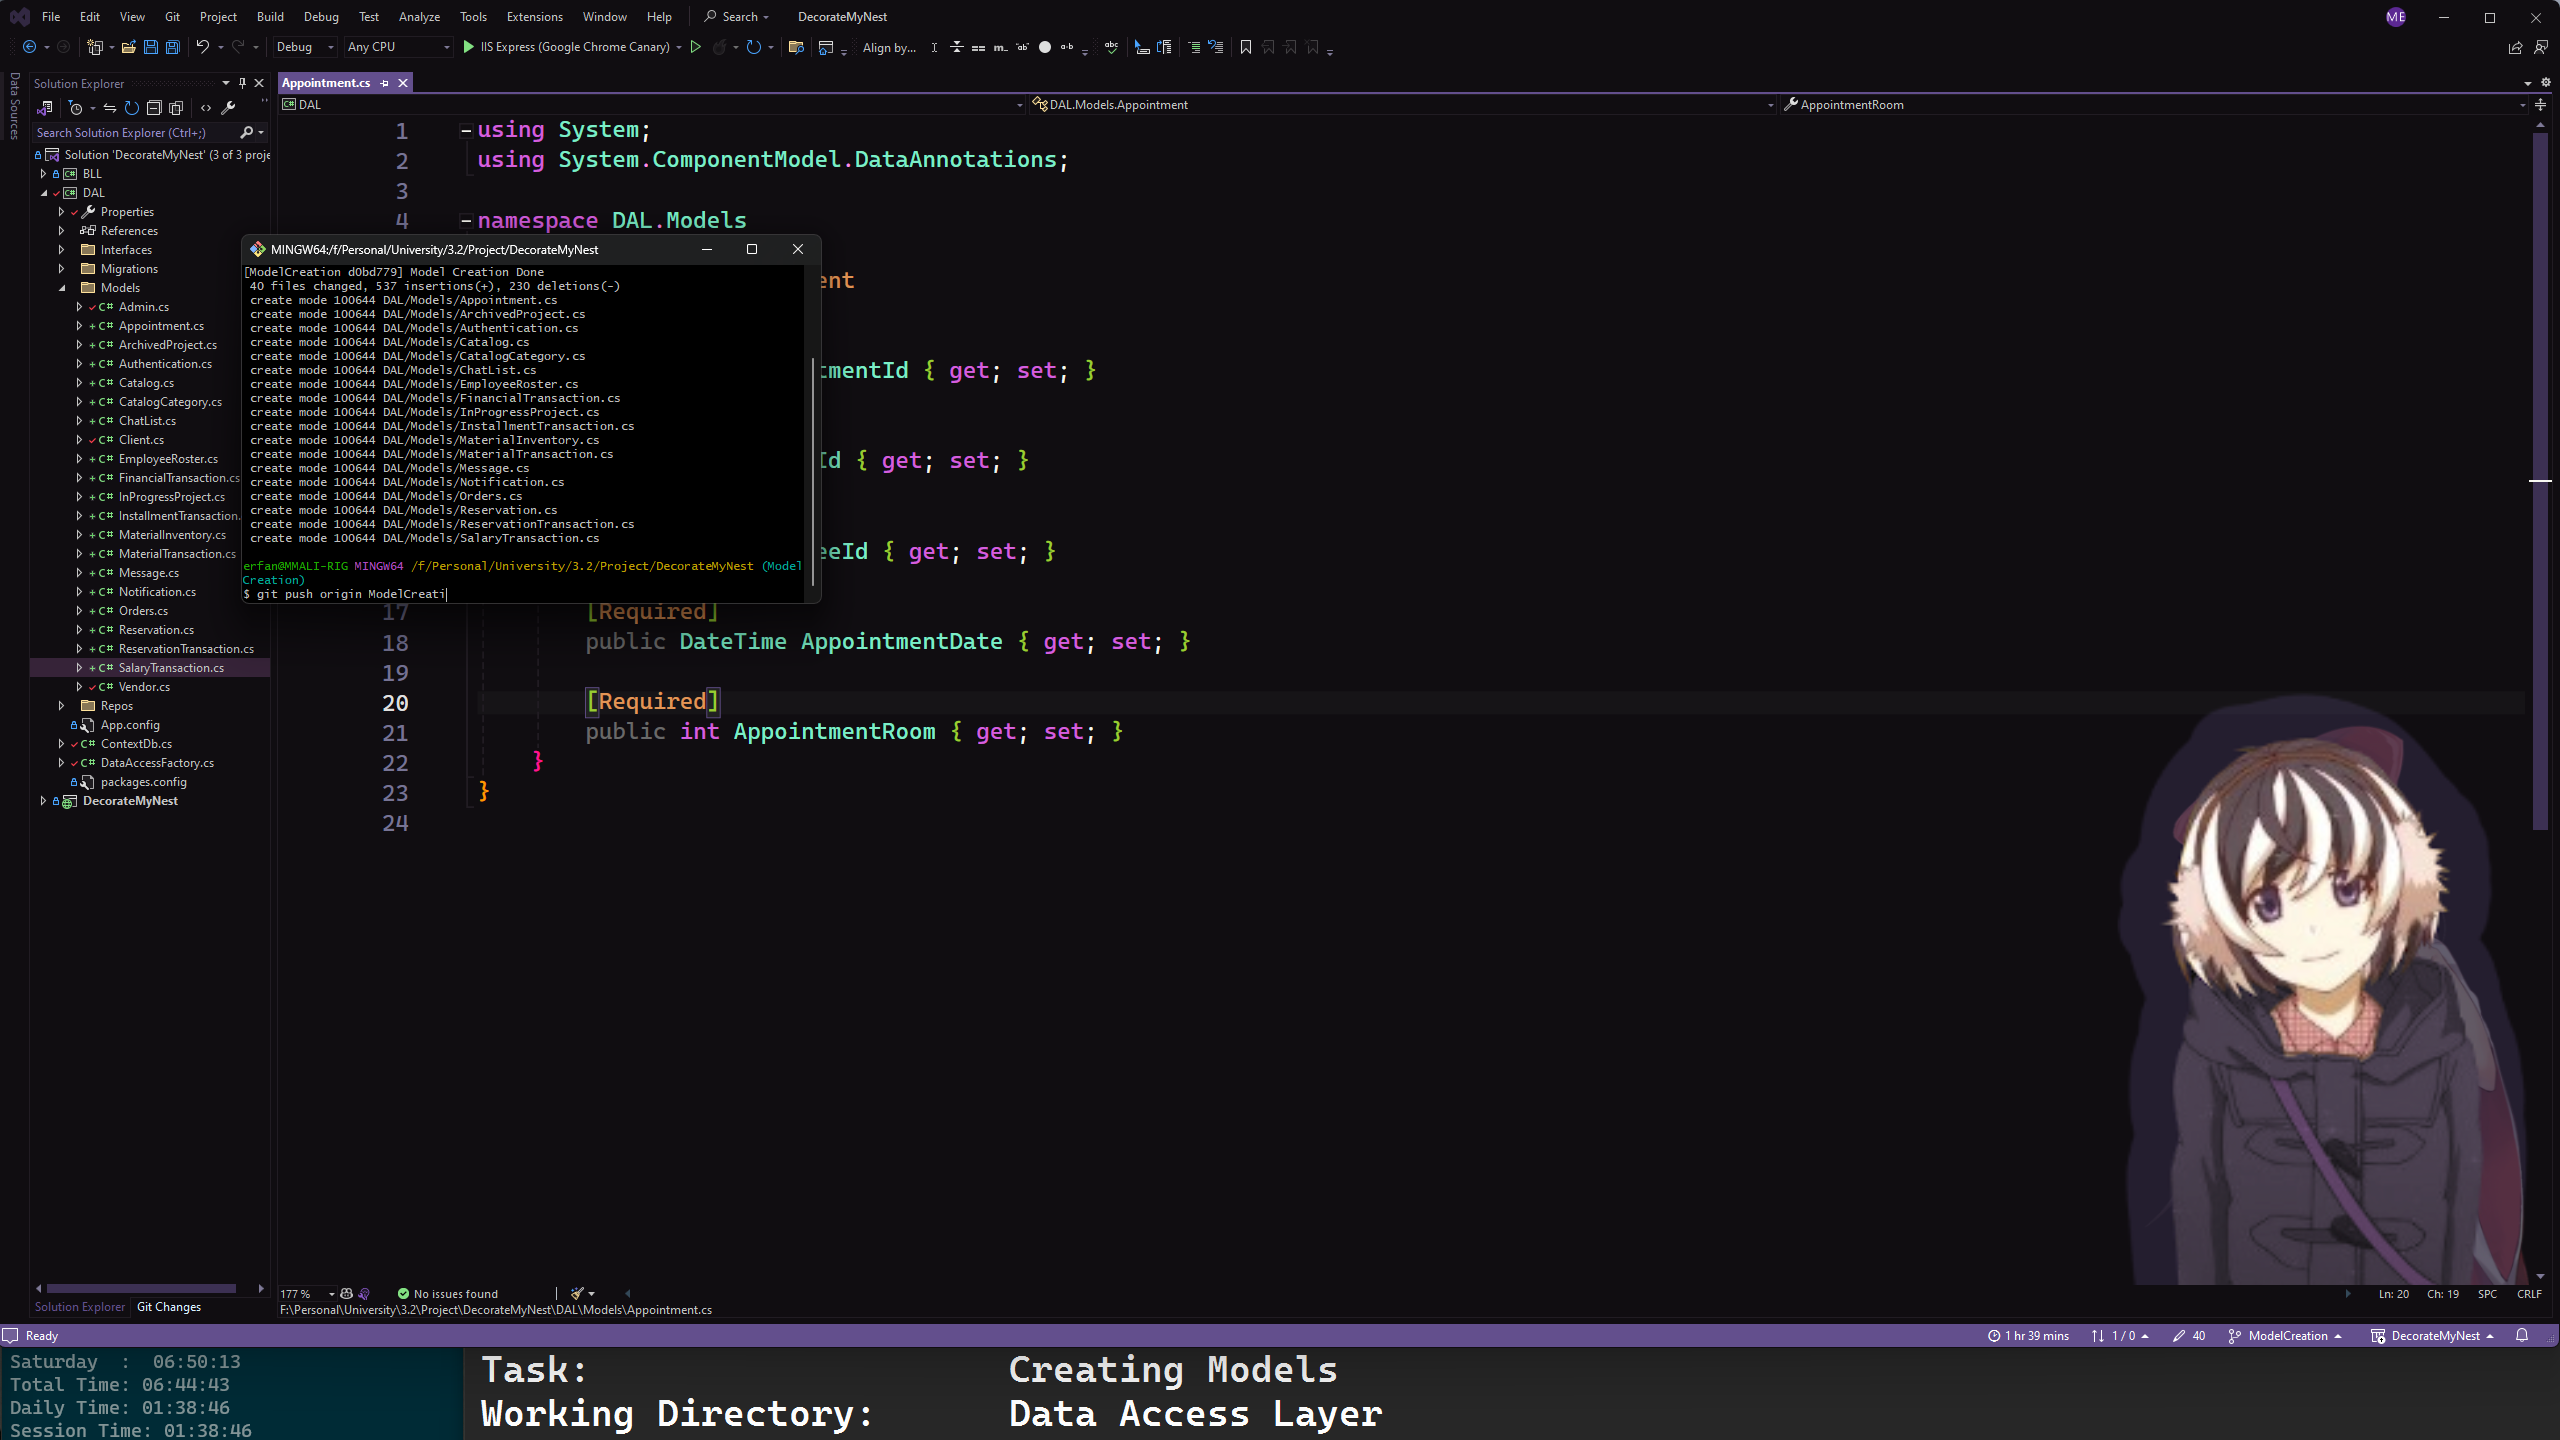 File Edit View Git Project Build Debug Test Analyze Tools Extensions Window Help Search DecorateMyNest ME
Debug Any CPU IIS Express (Google Chrome Canary) Align by...
Data Sources
Solution Explorer
Search Solution Explorer (Ctrl+;)
Solution 'DecorateMyNest' (3 of 3 proje
BLL
DAL
Properties
References
Interfaces
Migrations
Models
Admin.cs
Appointment.cs
ArchivedProject.cs
Authentication.cs
Catalog.cs
CatalogCategory.cs
ChatList.cs
Client.cs
EmployeeRoster.cs
FinancialTransaction.cs
InProgressProject.cs
InstallmentTransaction.
MaterialInventory.cs
MaterialTransaction.cs
Message.cs
Notification.cs
Orders.cs
Reservation.cs
ReservationTransaction.cs
SalaryTransaction.cs
Vendor.cs
Repos
App.config
ContextDb.cs
DataAccessFactory.cs
packages.config
DecorateMyNest
Solution Explorer Git Changes
Appointment.cs
DAL DAL.Models.Appointment AppointmentRoom
1 using System;
2 using System.ComponentModel.DataAnnotations;
3
4 namespace DAL.Models
ent
tmentId { get; set; }
Id { get; set; }
eeId { get; set; }
17 [Required]
18 public DateTime AppointmentDate { get; set; }
19
20 [Required]
21 public int AppointmentRoom { get; set; }
22 }
23 }
24
MINGW64:/f/Personal/University/3.2/Project/DecorateMyNest
[ModelCreation d0bd779] Model Creation Done
40 files changed, 537 insertions(+), 230 deletions(-)
create mode 100644 DAL/Models/Appointment.cs
create mode 100644 DAL/Models/ArchivedProject.cs
create mode 100644 DAL/Models/Authentication.cs
create mode 100644 DAL/Models/Catalog.cs
create mode 100644 DAL/Models/CatalogCategory.cs
create mode 100644 DAL/Models/ChatList.cs
create mode 100644 DAL/Models/EmployeeRoster.cs
create mode 100644 DAL/Models/FinancialTransaction.cs
create mode 100644 DAL/Models/InProgressProject.cs
create mode 100644 DAL/Models/InstallmentTransaction.cs
create mode 100644 DAL/Models/MaterialInventory.cs
create mode 100644 DAL/Models/MaterialTransaction.cs
create mode 100644 DAL/Models/Message.cs
create mode 100644 DAL/Models/Notification.cs
create mode 100644 DAL/Models/Orders.cs
create mode 100644 DAL/Models/Reservation.cs
create mode 100644 DAL/Models/ReservationTransaction.cs
create mode 100644 DAL/Models/SalaryTransaction.cs
erfan@MMALI-RIG MINGW64 /f/Personal/University/3.2/Project/DecorateMyNest (Model
Creation)
$ git push origin ModelCreati
177 % No issues found Ln: 20 Ch: 19 SPC CRLF
F:\Personal\University\3.2\Project\DecorateMyNest\DAL\Models\Appointment.cs
Ready 1 hr 39 mins 1 / 0 40 ModelCreation DecorateMyNest
Saturday : 06:50:13
Total Time: 06:44:43
Daily Time: 01:38:46
Session Time: 01:38:46
Task: Creating Models
Working Directory: Data Access Layer